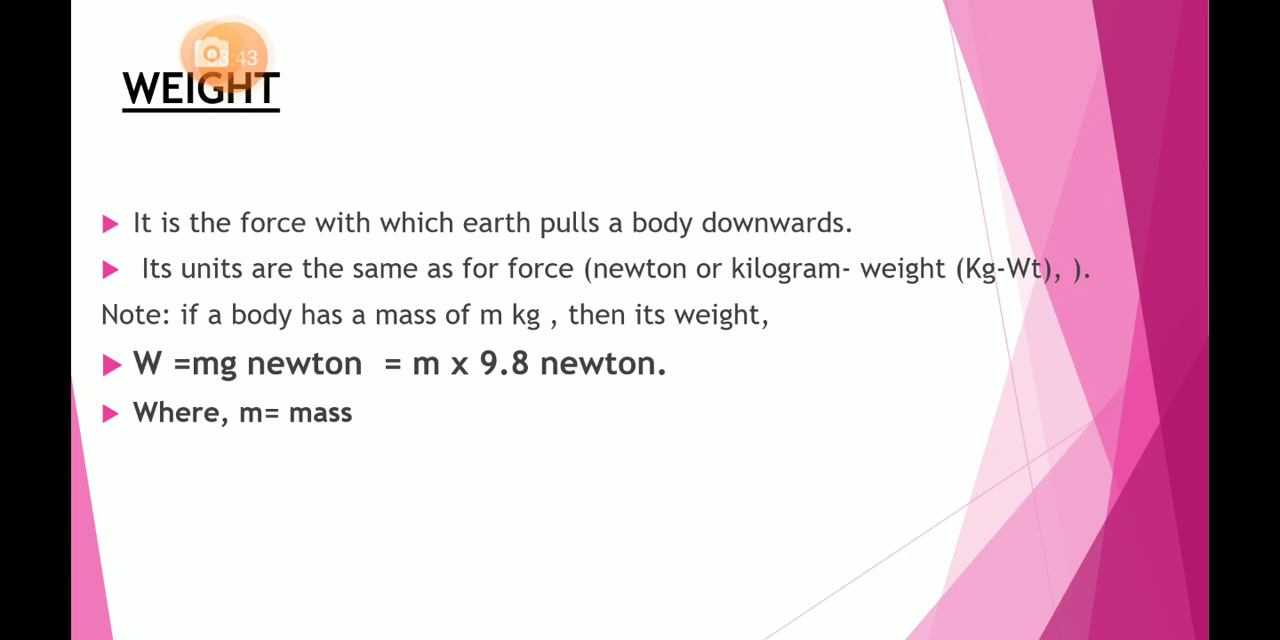 :43
WEIGHT
It is the force with which earth pulls a body downwards.
Its units are the same as for force (newton or kilogram- weight (Kg-Wt), ).
Note: if a body has a mass of m kg , then its weight,
W =mg newton = m x 9.8 newton.
Where, m= mass